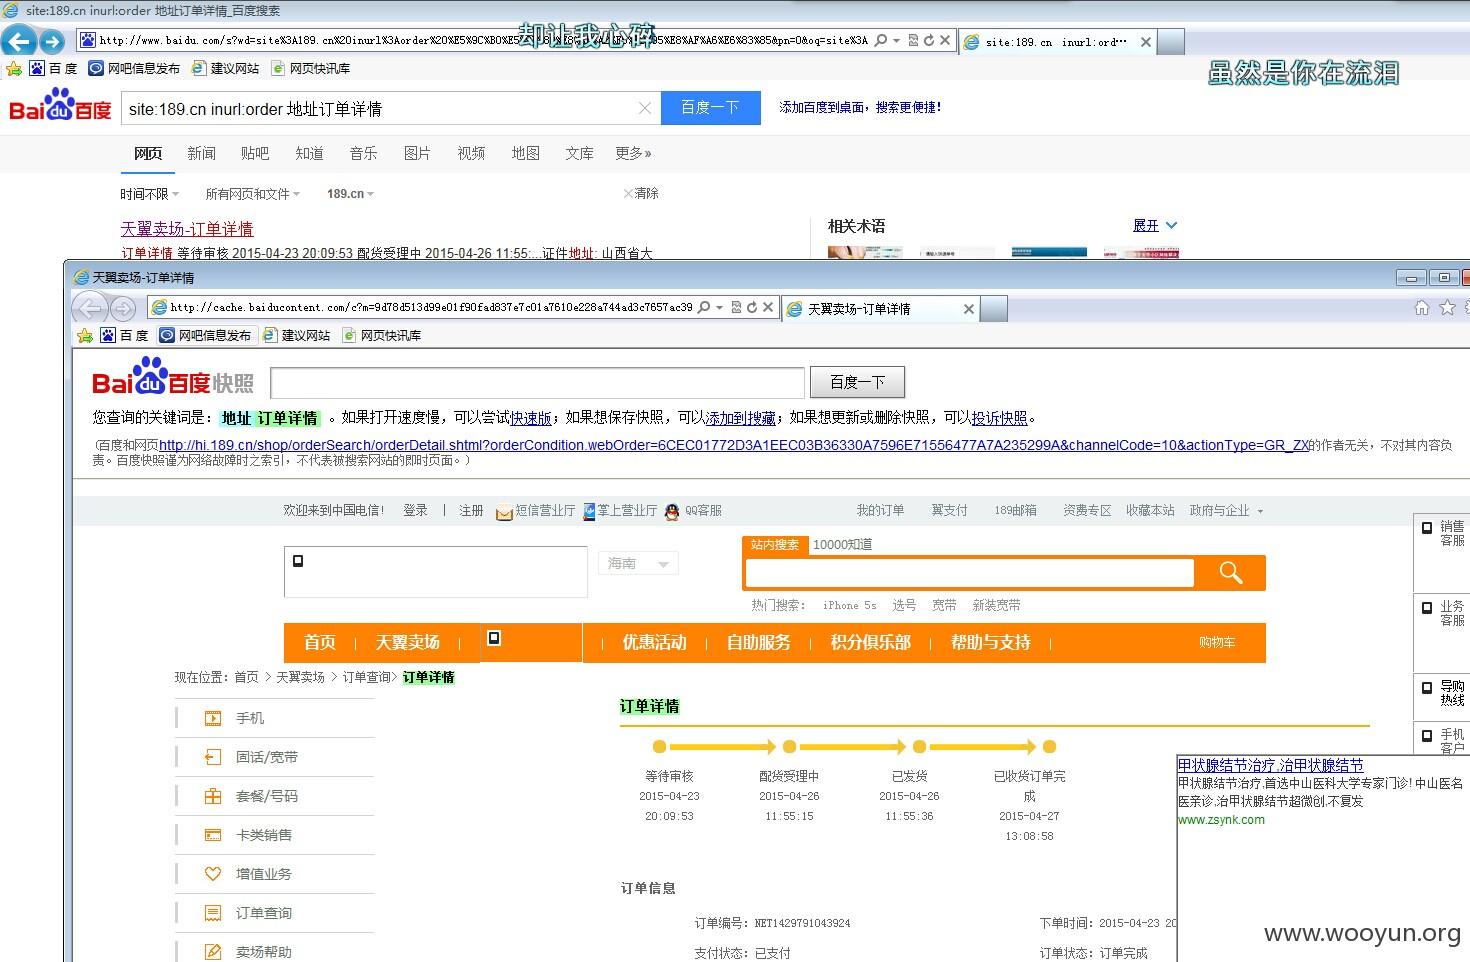 site:189.cn inurl:order 地址订单详情_百度搜索
却让我心碎
虽然是你在流泪
site:189.cn inurl:ord…
百 度 网吧信息发布 建议网站 网页快讯库
Bai du 百度 site:189.cn inurl:order 地址订单详情 百度一下 添加百度到桌面，搜索更便捷！
网页 新闻 贴吧 知道 音乐 图片 视频 地图 文库 更多»
时间不限 所有网页和文件 189.cn 清除
天翼卖场-订单详情 相关术语 展开
订单详情 等待审核 2015-04-23 20:09:53 配货受理中 2015-04-26 11:55:...证件地址: 山西省大
天翼卖场-订单详情
http://cache.baiducontent.com/c?m=9d78d513d99e01f90fad837e7c01a7610e228a744ad3c7657ac39 天翼卖场-订单详情
百 度 网吧信息发布 建议网站 网页快讯库
Bai du 百度快照 百度一下
您查询的关键词是： 地址 订单详情 。如果打开速度慢，可以尝试快速版；如果想保存快照，可以添加到搜藏；如果想更新或删除快照，可以投诉快照。
(百度和网页http://hi.189.cn/shop/orderSearch/orderDetail.shtml?orderCondition.webOrder=6CEC01772D3A1EEC03B36330A7596E71556477A7A235299A&channelCode=10&actionType=GR_ZX的作者无关，不对其内容负
责。百度快照谨为网络故障时之索引，不代表被搜索网站的即时页面。)
欢迎来到中国电信! 登录 | 注册 短信营业厅 掌上营业厅 QQ客服 我的订单 翼支付 189邮箱 资费专区 收藏本站 政府与企业
海南 站内搜索 10000知道
热门搜索： iPhone 5s 选号 宽带 新装宽带
首页 | 天翼卖场 | | 优惠活动 | 自助服务 | 积分俱乐部 | 帮助与支持 | 购物车
现在位置：首页 > 天翼卖场 > 订单查询> 订单详情
手机
固话/宽带
套餐/号码
卡类销售
增值业务
订单查询
卖场帮助
订单详情
等待审核
2015-04-23
20:09:53
配货受理中
2015-04-26
11:55:15
已发货
2015-04-26
11:55:36
已收货订单完
成
2015-04-27
13:08:58
订单信息
订单编号：NET1429791043924 下单时间：2015-04-23 20
支付状态：已支付 订单状态：订单完成
销售
客服
业务
客服
导购
热线
手机
客户
甲状腺结节治疗,治甲状腺结节
甲状腺结节治疗,首选中山医科大学专家门诊! 中山医名
医亲诊,治甲状腺结节超微创,不复发
www.zsynk.com
www.wooyun.org